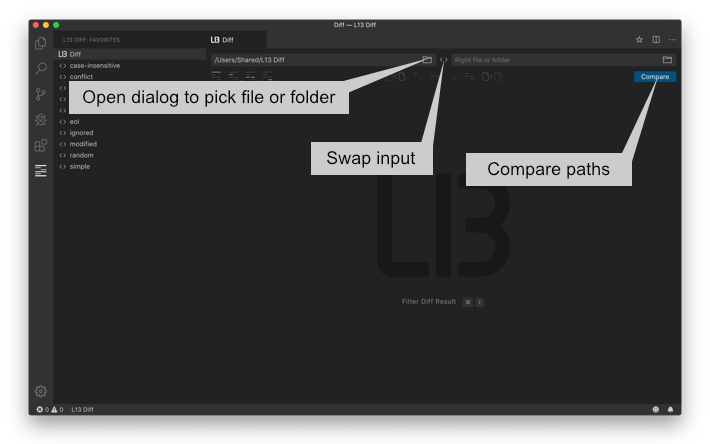 Diff — L13 Diff
L13 DIFF: FAVORITES
L13 Diff
L13 Diff
/Users/Shared/L13 Diff
Right file or folder
case-insensitive
conflict
Compare
Open dialog to pick file or folder
eol
ignored
modified
random
simple
Swap input
Compare paths
L13
Filter Diff Result ⌘ F
0 0 L13 Diff